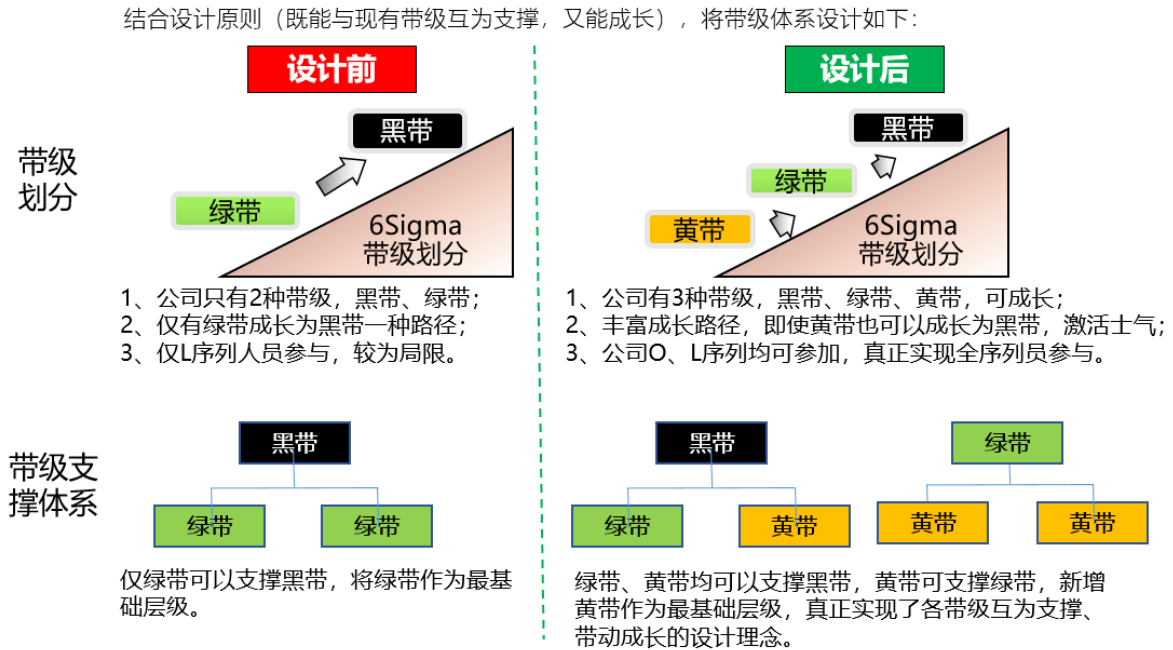 结合设计原则（既能与现有带级互为支撑，又能成长），将带级体系设计如下：
设计前
设计后
带级
划分
黑带
绿带
6Sigma
带级划分
黑带
绿带
黄带
6Sigma
带级划分
1、公司只有2种带级，黑带、绿带；
2、仅有绿带成长为黑带一种路径；
3、仅L序列人员参与，较为局限。
1、公司有3种带级，黑带、绿带、黄带，可成长；
2、丰富成长路径，即使黄带也可以成长为黑带，激活士气；
3、公司O、L序列均可参加，真正实现全序列员参与。
带级支
撑体系
黑带
绿带
绿带
仅绿带可以支撑黑带，将绿带作为最基
础层级。
黑带
绿带
黄带
绿带
黄带
黄带
绿带、黄带均可以支撑黑带，黄带可支撑绿带，新增
黄带作为最基础层级，真正实现了各带级互为支撑、
带动成长的设计理念。